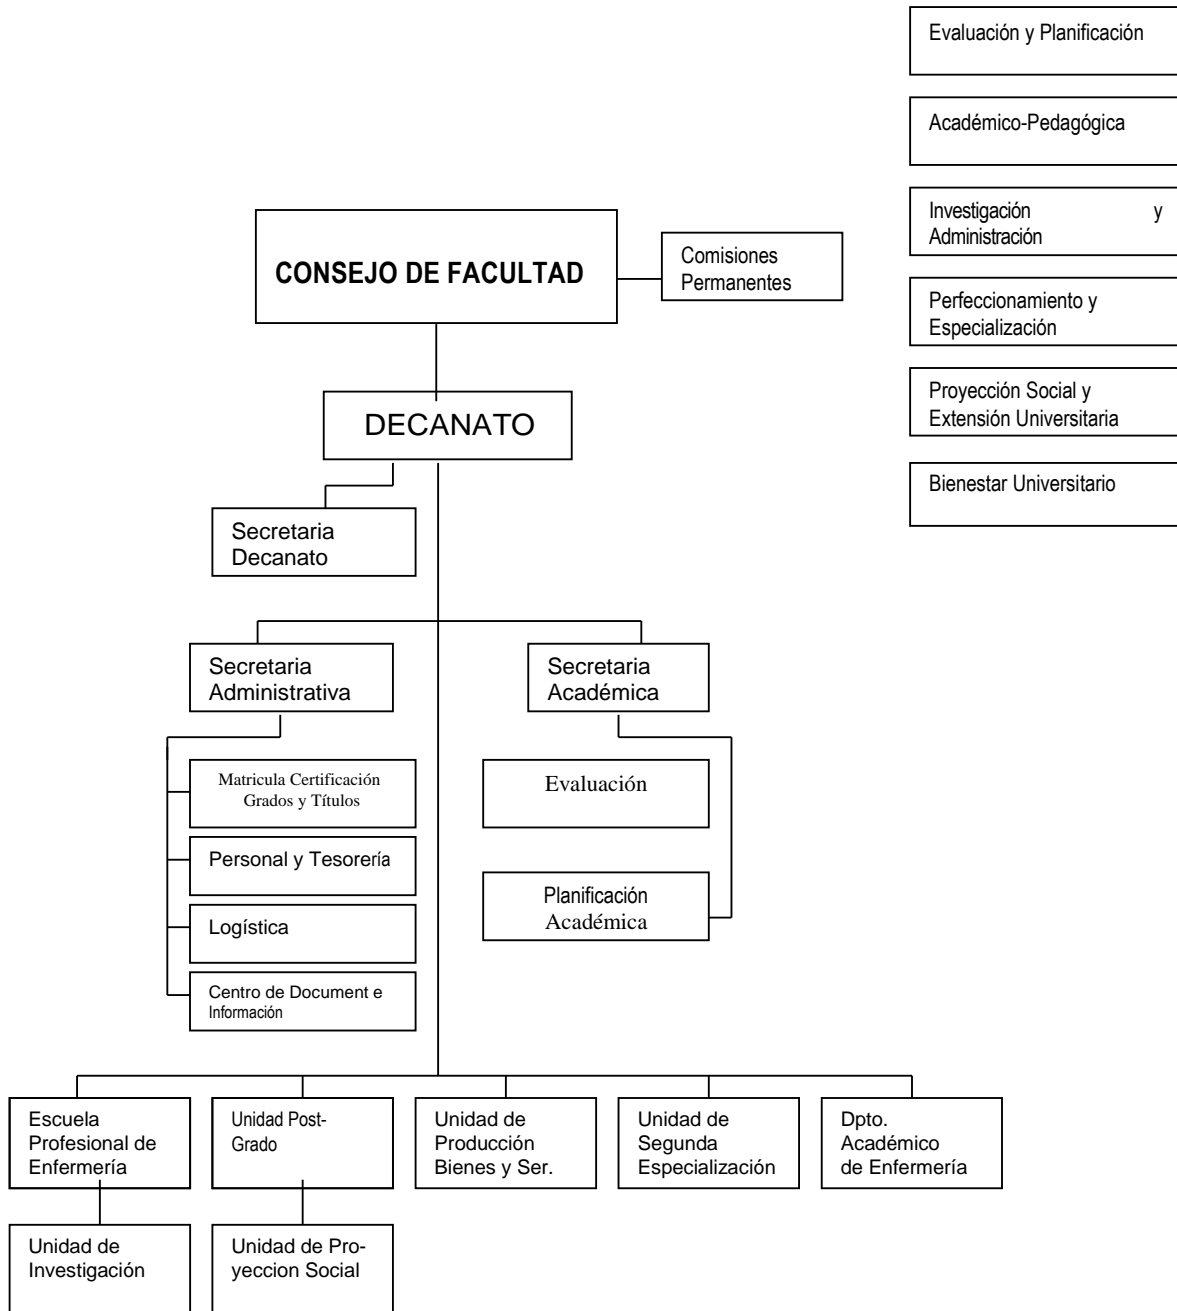 Evaluación y Planificación
Académico-Pedagógica
Investigación y
Administración
Perfeccionamiento y
Especialización
Proyección Social y
Extensión Universitaria
Bienestar Universitario
CONSEJO DE FACULTAD
Comisiones
Permanentes
DECANATO
Secretaria
Decanato
Secretaria
Administrativa
Secretaria
Académica
Matricula Certificación
Grados y Títulos
Personal y Tesorería
Logística
Centro de Document e
Información
Evaluación
Planificación
Académica
Escuela
Profesional de
Enfermería
Unidad Post-
Grado
Unidad de
Producción
Bienes y Ser.
Unidad de
Segunda
Especialización
Dpto.
Académico
de Enfermería
Unidad de
Investigación
Unidad de Pro-
yeccion Social